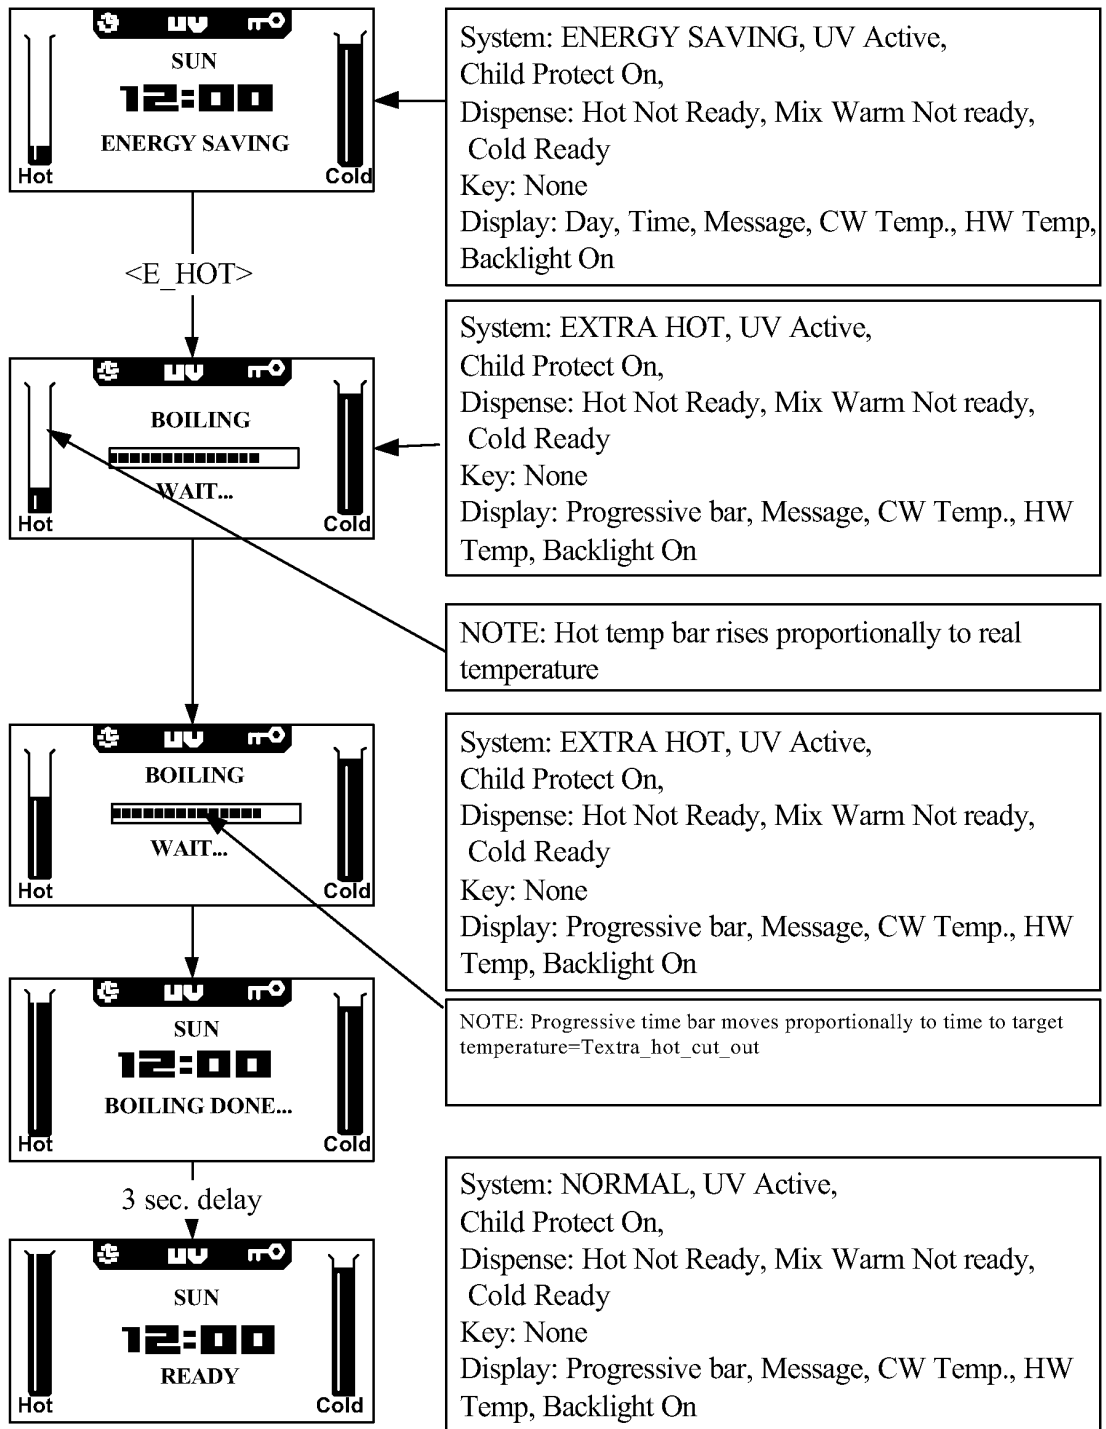 UV
SUN
12:00
ENERGY SAVING
Hot
Cold
System: ENERGY SAVING, UV Active,
Child Protect On,
Dispense: Hot Not Ready, Mix Warm Not ready,
Cold Ready
Key: None
Display: Day, Time, Message, CW Temp., HW Temp,
Backlight On
<E_HOT>
UV
BOILING
WAIT...
Hot
Cold
System: EXTRA HOT, UV Active,
Child Protect On,
Dispense: Hot Not Ready, Mix Warm Not ready,
Cold Ready
Key: None
Display: Progressive bar, Message, CW Temp., HW
Temp, Backlight On
NOTE: Hot temp bar rises proportionally to real
temperature
UV
BOILING
WAIT...
Hot
Cold
System: EXTRA HOT, UV Active,
Child Protect On,
Dispense: Hot Not Ready, Mix Warm Not ready,
Cold Ready
Key: None
Display: Progressive bar, Message, CW Temp., HW
Temp, Backlight On
UV
SUN
12:00
BOILING DONE...
Hot
Cold
NOTE: Progressive time bar moves proportionally to time to target
temperature=Textra_hot_cut_out
3 sec. delay
UV
SUN
12:00
READY
Hot
Cold
System: NORMAL, UV Active,
Child Protect On,
Dispense: Hot Not Ready, Mix Warm Not ready,
Cold Ready
Key: None
Display: Progressive bar, Message, CW Temp., HW
Temp, Backlight On